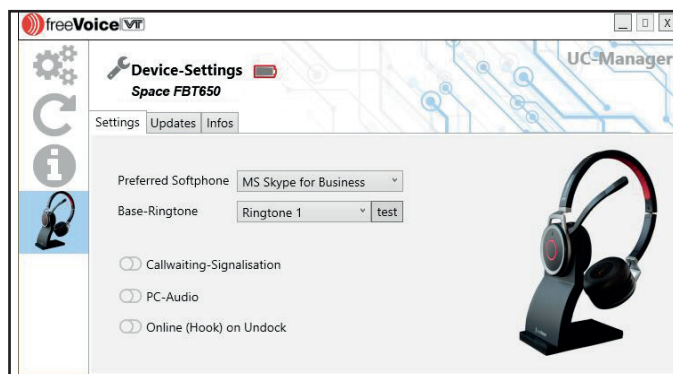 freeVoice VT
UC-Manager
Device-Settings
Space FBT650
Settings Updates Infos
Preferred Softphone MS Skype for Business
Base-Ringtone Ringtone 1 test
Callwaiting-Signalisation
PC-Audio
Online (Hook) on Undock